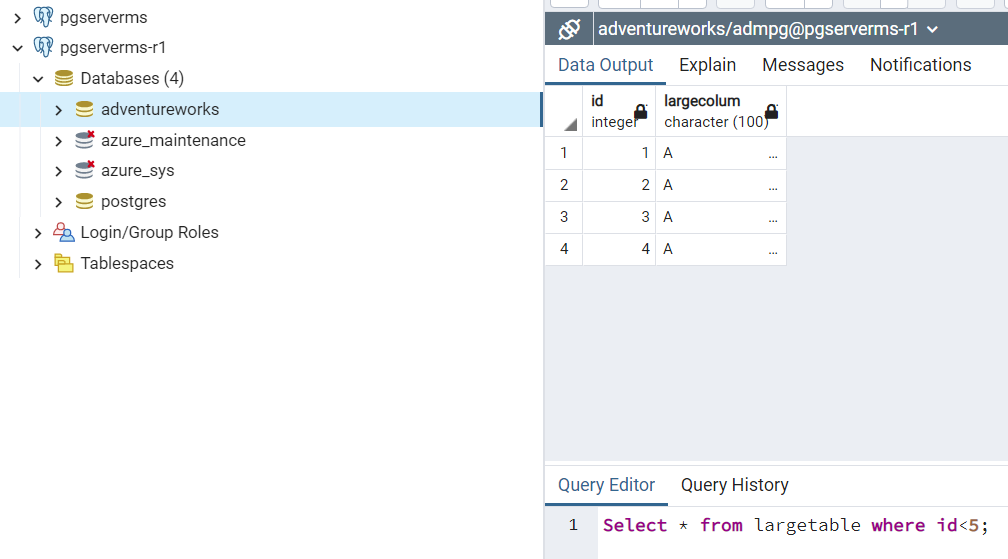 pgserverms
pgserverms-r1
Databases (4)
adventureworks
azure_maintenance
azure_sys
postgres
Login/Group Roles
Tablespaces
adventureworks/admpg@pgserverms-r1
Data Output Explain Messages Notifications
id largecolum
integer character (100)
1 1 A ...
2 2 A ...
3 3 A ...
4 4 A ...
Query Editor Query History
1 Select * from largetable where id<5;